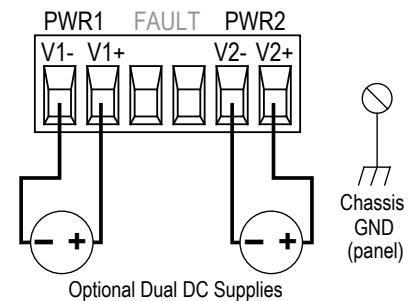 PWR1 FAULT PWR2
V1- V1+ V2- V2+
- + - +
Chassis
GND
(panel)
Optional Dual DC Supplies